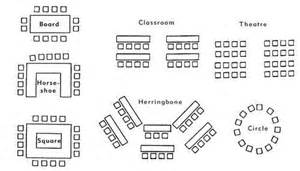 Classroom
Theatre
Board
Horse-
shoe
Herringbone
Square
Circle